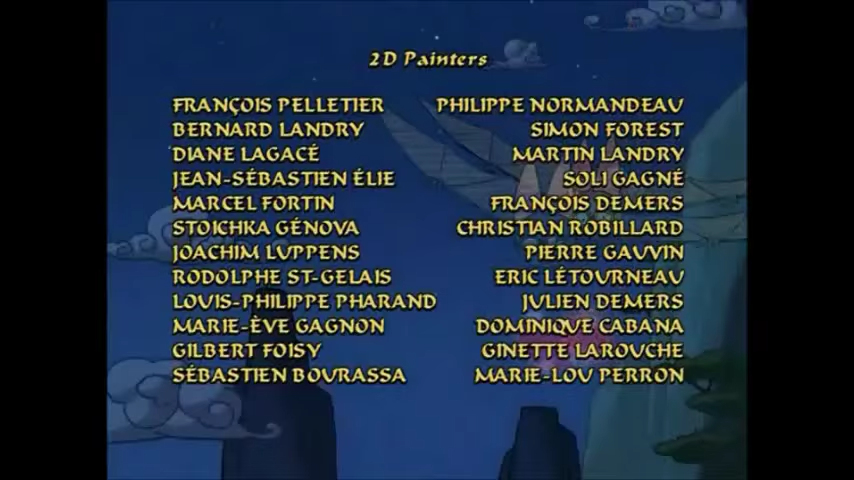 2D Painters
FRANÇOIS PELLETIER PHILIPPE NORMANDEAU
BERNARD LANDRY SIMON FOREST
DIANE LAGACÉ MARTIN LANDRY
JEAN-SÉBASTIEN ÉLIE SOLI GAGNÉ
MARCEL FORTIN FRANÇOIS DEMERS
STOICHKA GÉNOVA CHRISTIAN ROBILLARD
JOACHIM LUPPENS PIERRE GAUVIN
RODOLPHE ST-GELAIS ERIC LÉTOURNEAU
LOUIS-PHILIPPE PHARAND JULIEN DEMERS
MARIE-ÈVE GAGNON DOMINIQUE CABANA
GILBERT FOISY GINETTE LAROUCHE
SÉBASTIEN BOURASSA MARIE-LOU PERRON